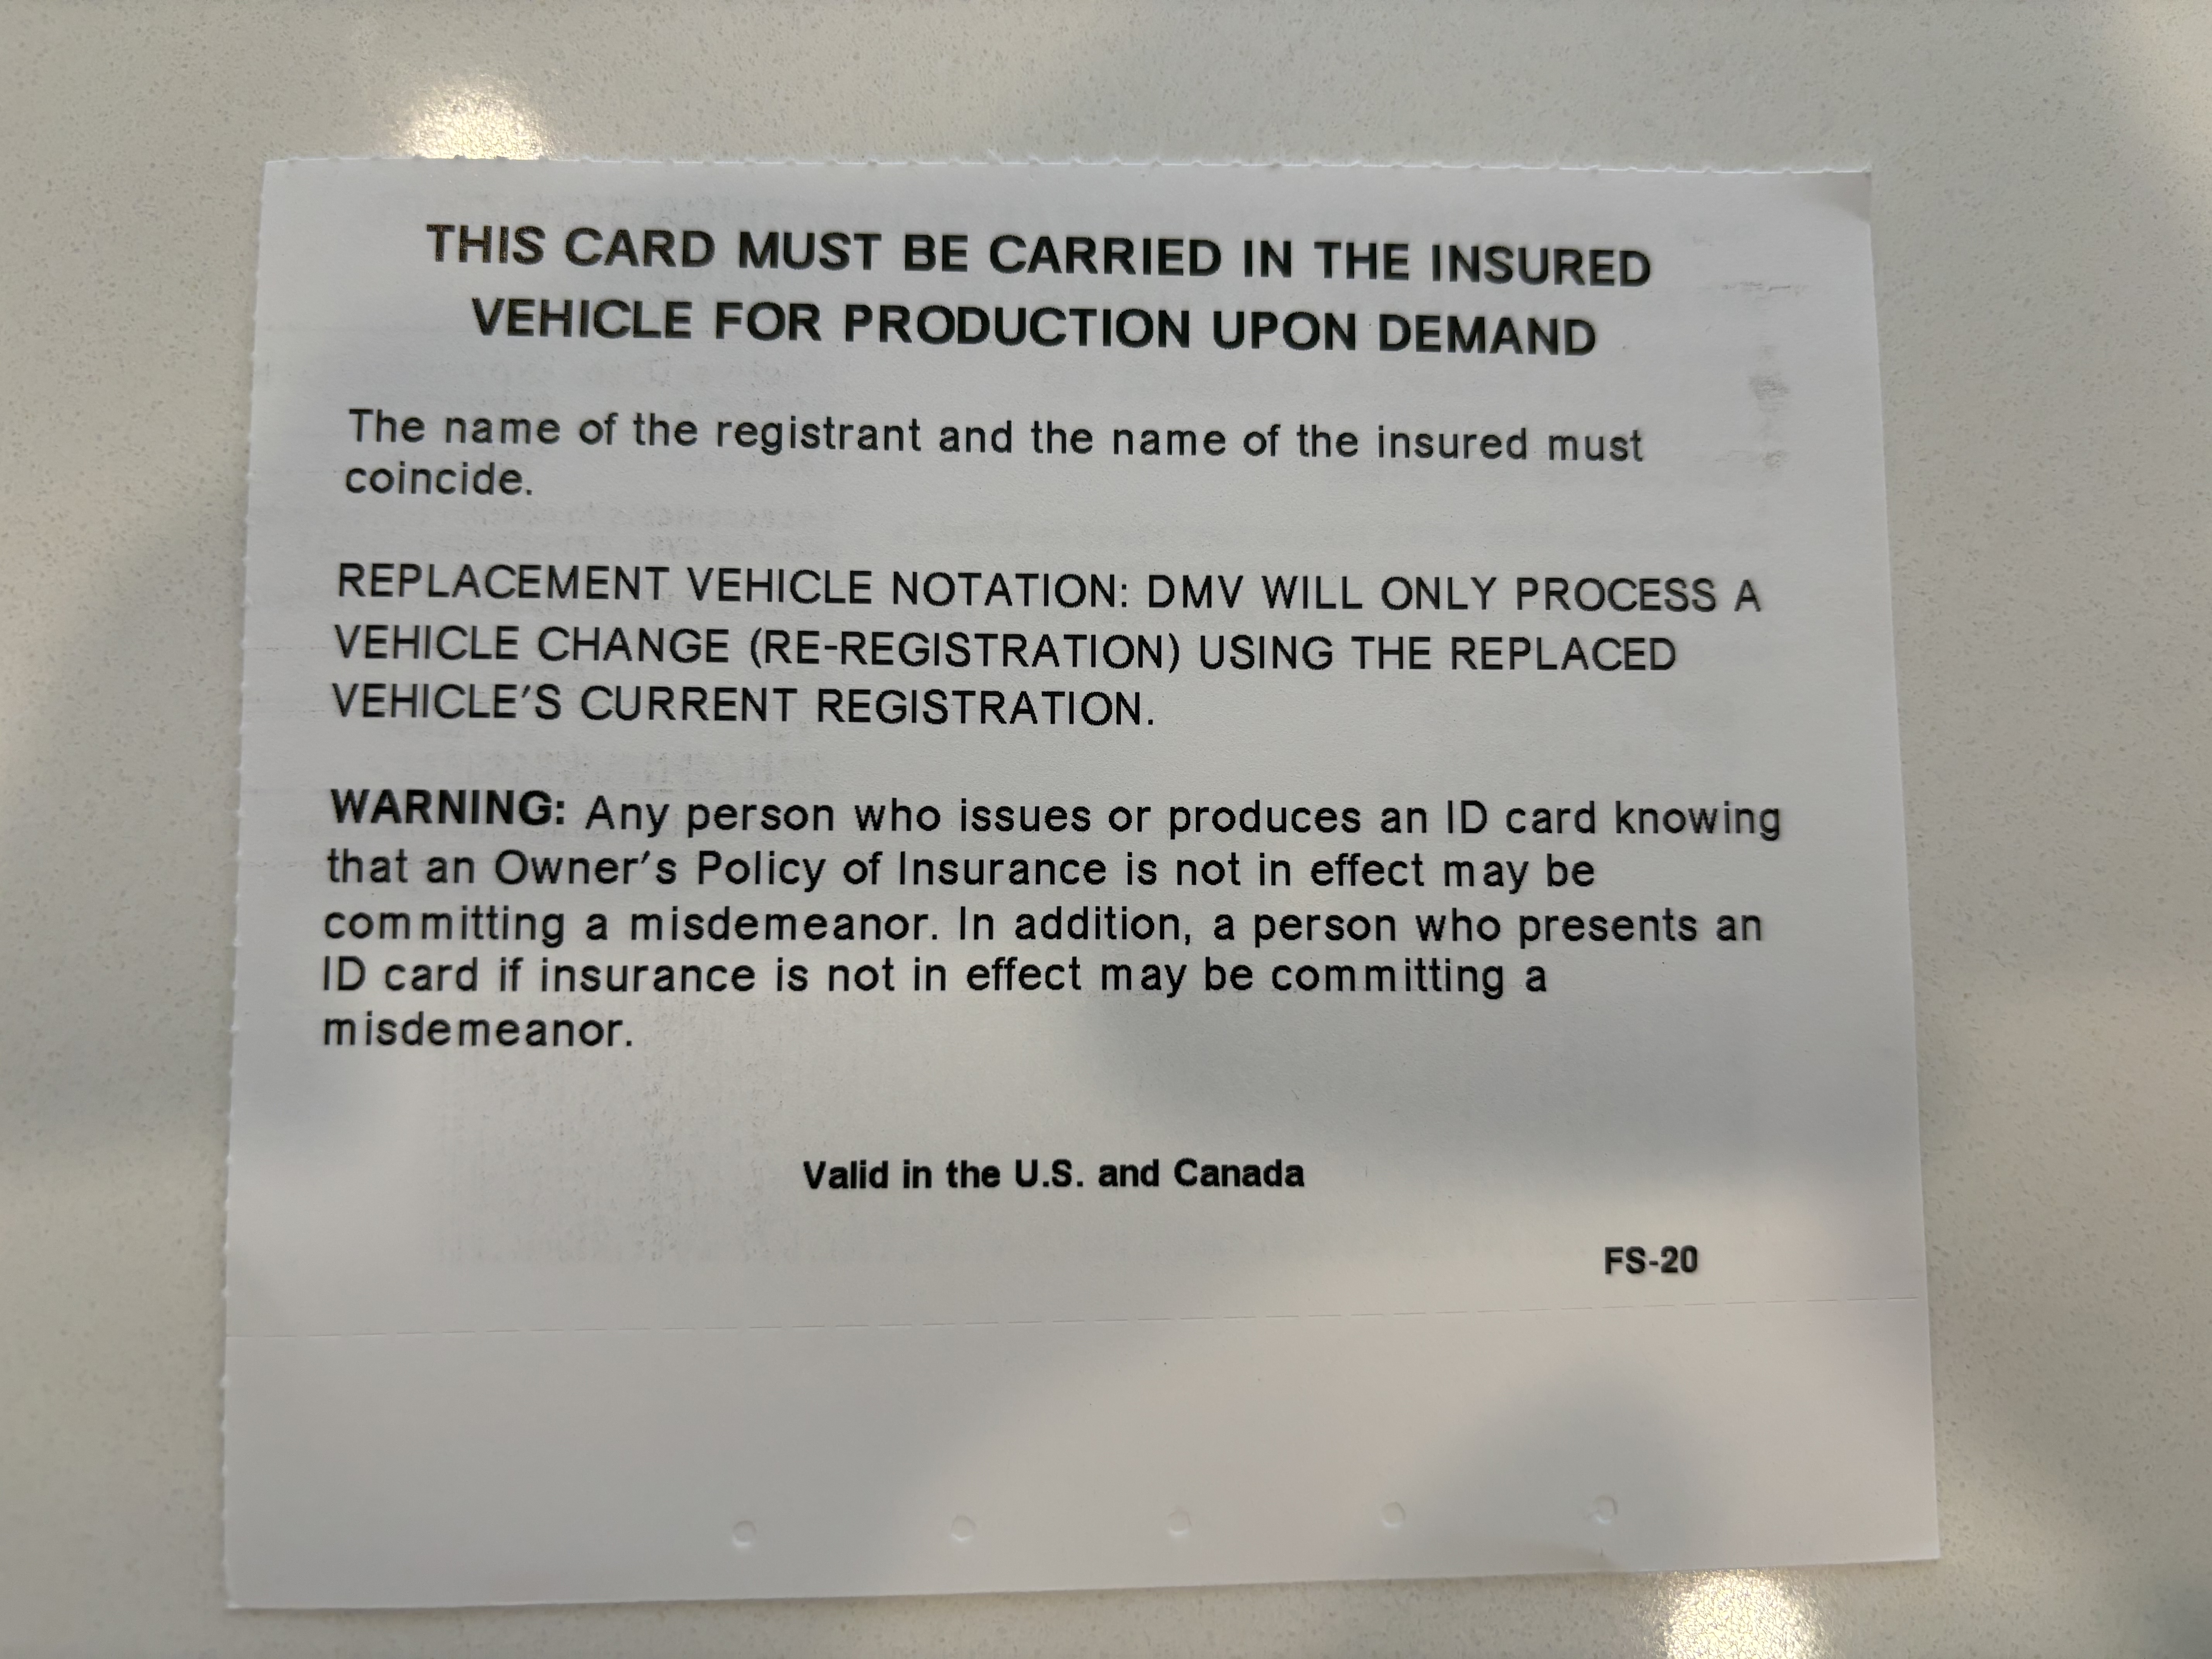 THIS CARD MUST BE CARRIED IN THE INSURED
VEHICLE FOR PRODUCTION UPON DEMAND
The name of the registrant and the name of the insured must
coincide.
REPLACEMENT VEHICLE NOTATION: DMV WILL ONLY PROCESS A
VEHICLE CHANGE (RE-REGISTRATION) USING THE REPLACED
VEHICLE'S CURRENT REGISTRATION.
WARNING: Any person who issues or produces an ID card knowing
that an Owner's Policy of Insurance is not in effect may be
committing a misdemeanor. In addition, a person who presents an
ID card if insurance is not in effect may be committing a
misdemeanor.
Valid in the U.S. and Canada
FS-20